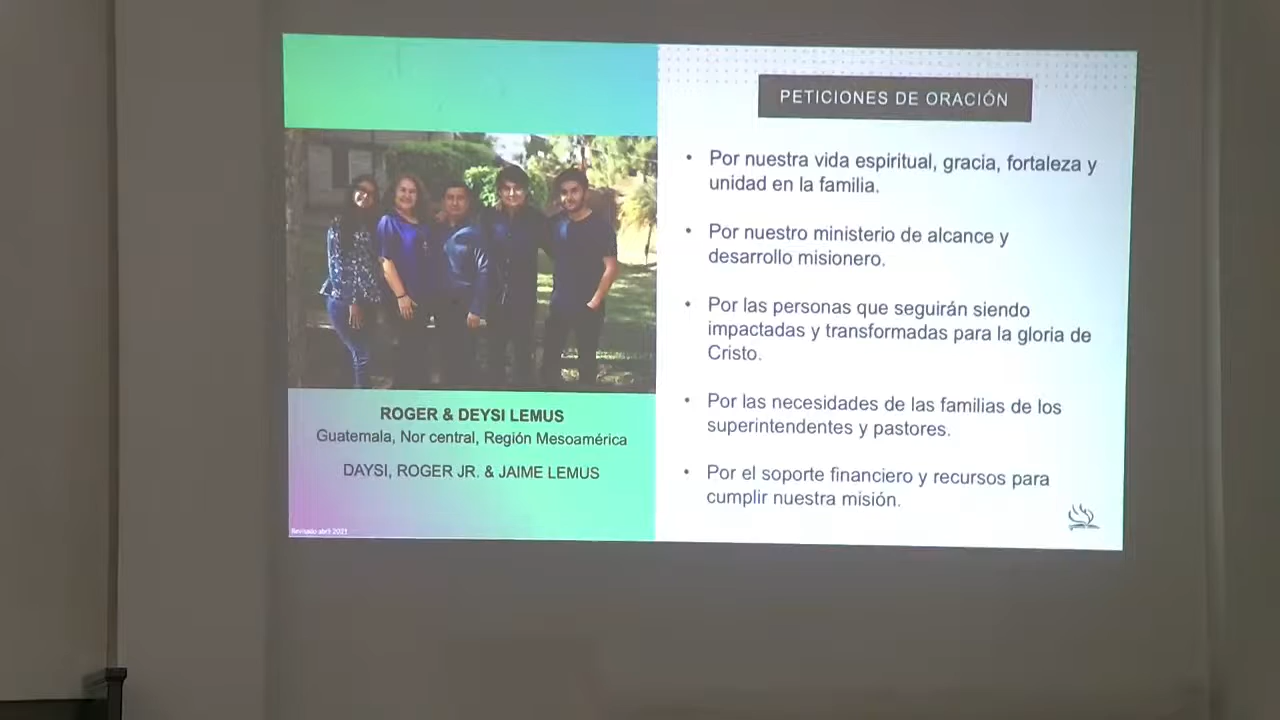 PETICIONES DE ORACIÓN
• Por nuestra vida espiritual, gracia, fortaleza y
unidad en la familia.
• Por nuestro ministerio de alcance y
desarrollo misionero.
• Por las personas que seguirán siendo
impactadas y transformadas para la gloria de
Cristo.
• Por las necesidades de las familias de los
superintendentes y pastores.
• Por el soporte financiero y recursos para
cumplir nuestra misión.
ROGER & DEYSI LEMUS
Guatemala, Nor central, Región Mesoamérica
DAYSI, ROGER JR. & JAIME LEMUS
Revisado abril 2021